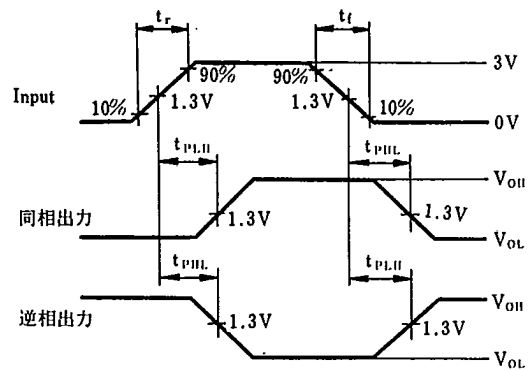 tr
tf
3V
90%
90%
Input
10%
1.3V
1.3V
10%
0V
tPLH
tPHL
VOH
同相出力
1.3V
1.3V
VOL
tPHL
tPLH
VOH
逆相出力
1.3V
1.3V
VOL